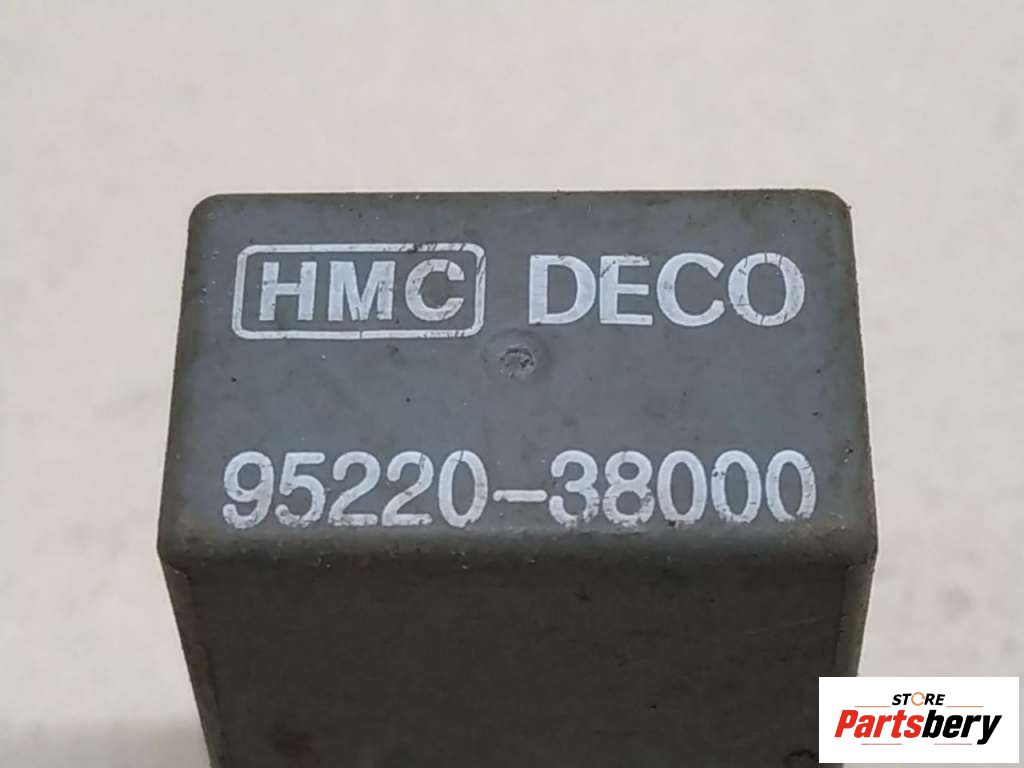 HMC DECO
95220-38000
STORE
Partsbery